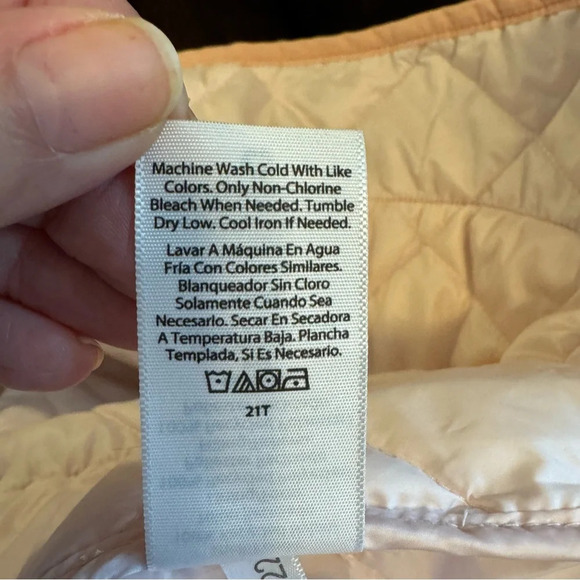 Machine Wash Cold With Like
Colors. Only Non-Chlorine
Bleach When Needed. Tumble
Dry Low. Cool Iron If Needed.
Lavar A Máquina En Agua
Fría Con Colores Similares.
Blanqueador Sin Cloro
Solamente Cuando Sea
Necesario. Secar En Secadora
A Temperatura Baja. Plancha
Templada, Si Es Necesario.
21T